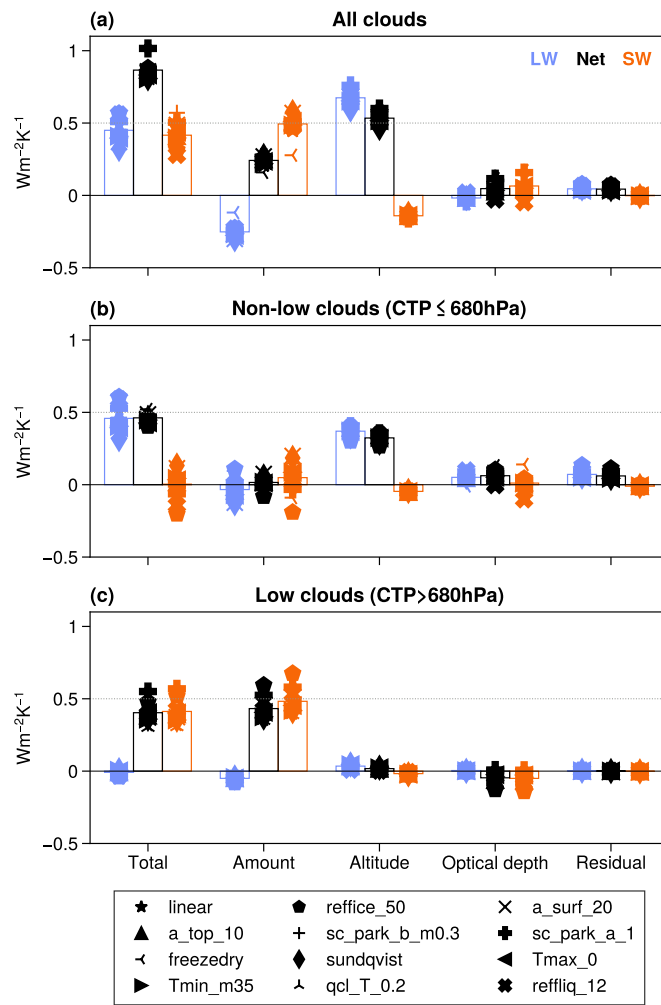 (a) All clouds
LW Net SW
1
0.5
0
−0.5
Wm−2K−1
(b) Non-low clouds (CTP ≤ 680hPa)
1
0.5
0
−0.5
Wm−2K−1
(c) Low clouds (CTP>680hPa)
1
0.5
0
−0.5
Wm−2K−1
Total Amount Altitude Optical depth Residual
linear reffice_50 a_surf_20
a_top_10 sc_park_b_m0.3 sc_park_a_1
freezedry sundqvist Tmax_0
Tmin_m35 qcl_T_0.2 reffliq_12